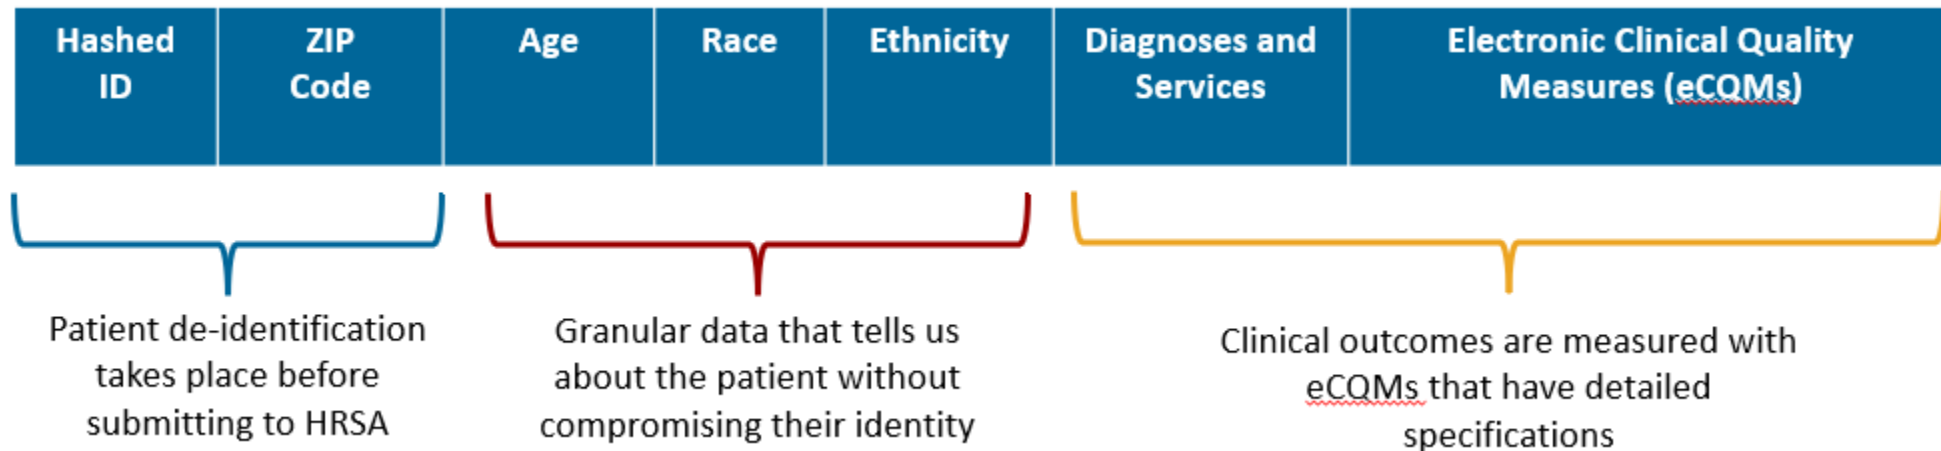 Hashed
ID
ZIP
Code
Age
Race
Ethnicity
Diagnoses and
Services
Electronic Clinical Quality
Measures (eCQMs)
Patient de-identification
takes place before
submitting to HRSA
Granular data that tells us
about the patient without
compromising their identity
Clinical outcomes are measured with
eCQMs that have detailed
specifications